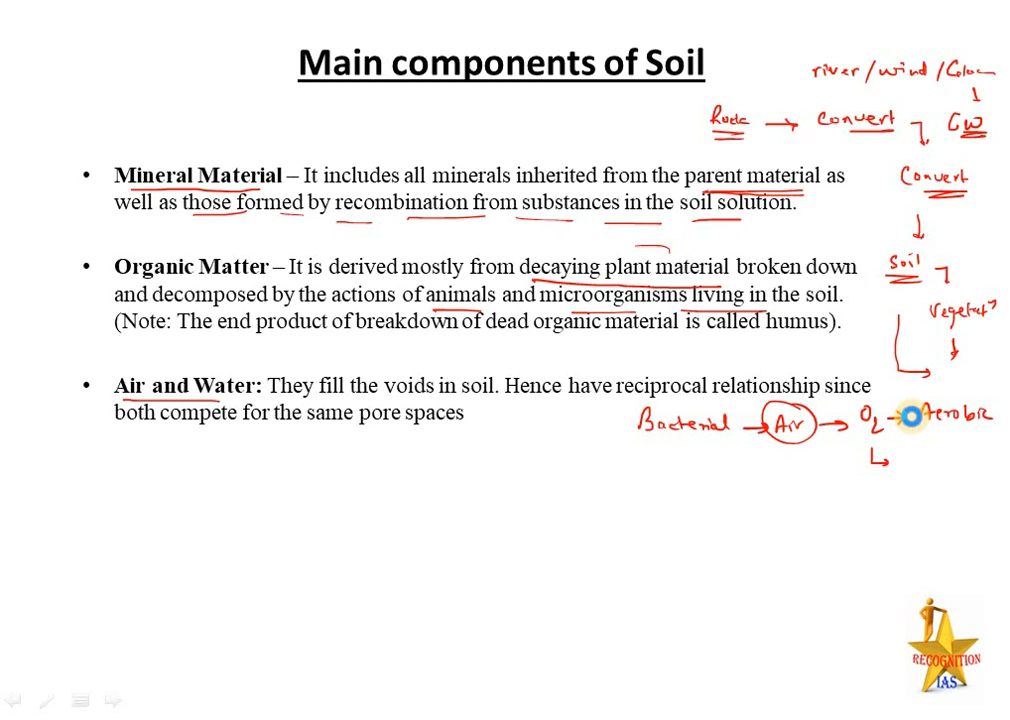 Main components of Soil
river / wind /
Rock → Convert
CW
• Mineral Material – It includes all minerals inherited from the parent material as
well as those formed by recombination from substances in the soil solution.
Convert
• Organic Matter – It is derived mostly from decaying plant material broken down
and decomposed by the actions of animals and microorganisms living in the soil.
(Note: The end product of breakdown of dead organic material is called humus).
Soil
• Air and Water: They fill the voids in soil. Hence have reciprocal relationship since
both compete for the same pore spaces
Bacterial → Air → O2 → Aerobic
RECOGNITION
IAS